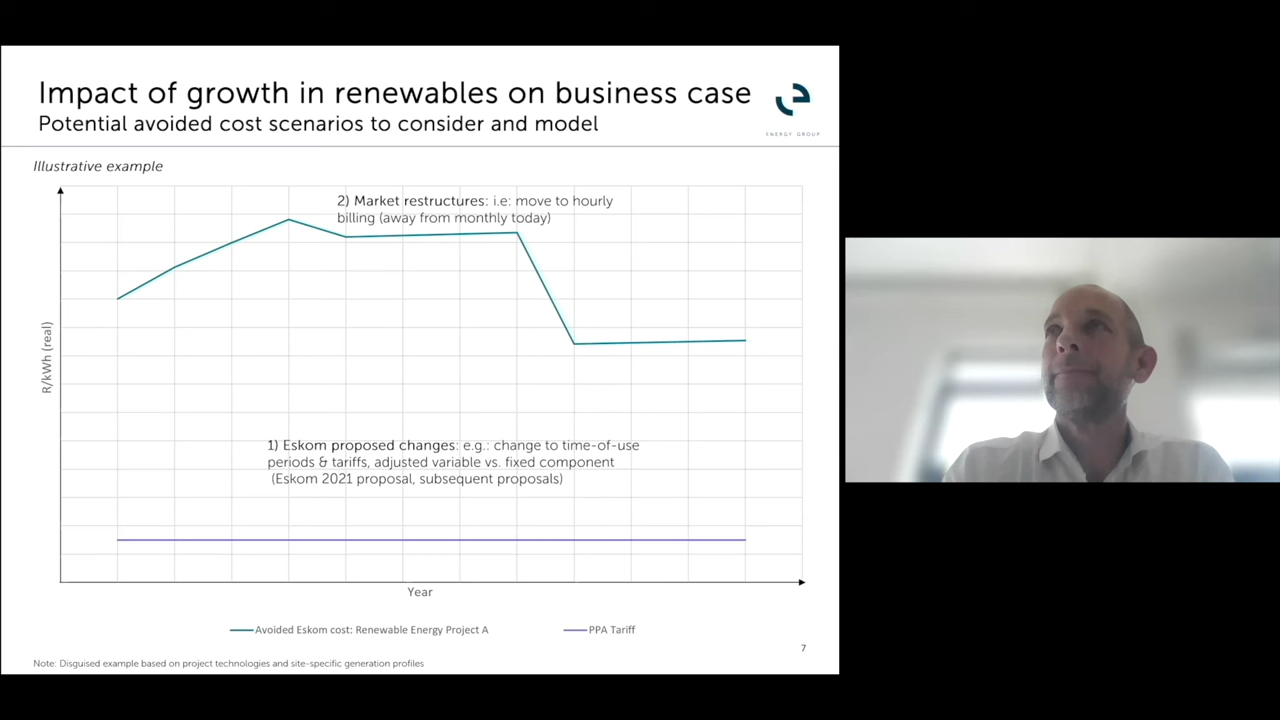 Impact of growth in renewables on business case
Potential avoided cost scenarios to consider and model
ENERGY GROUP
Illustrative example
2) Market restructures: i.e: move to hourly
billing (away from monthly today)
R/kWh (real)
1) Eskom proposed changes: e.g.: change to time-of-use
periods & tariffs, adjusted variable vs. fixed component
(Eskom 2021 proposal, subsequent proposals)
Year
Avoided Eskom cost: Renewable Energy Project A
PPA Tariff
7
Note: Disguised example based on project technologies and site-specific generation profiles